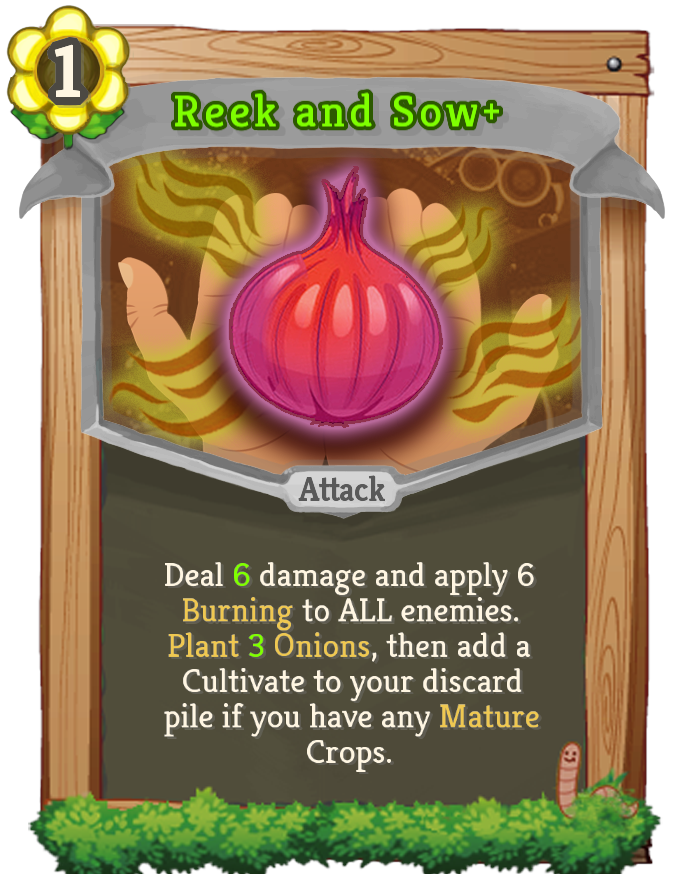 1
Reek and Sow+
Attack
Deal 6 damage and apply 6
Burning to ALL enemies.
Plant 3 Onions, then add a
Cultivate to your discard
pile if you have any Mature
Crops.